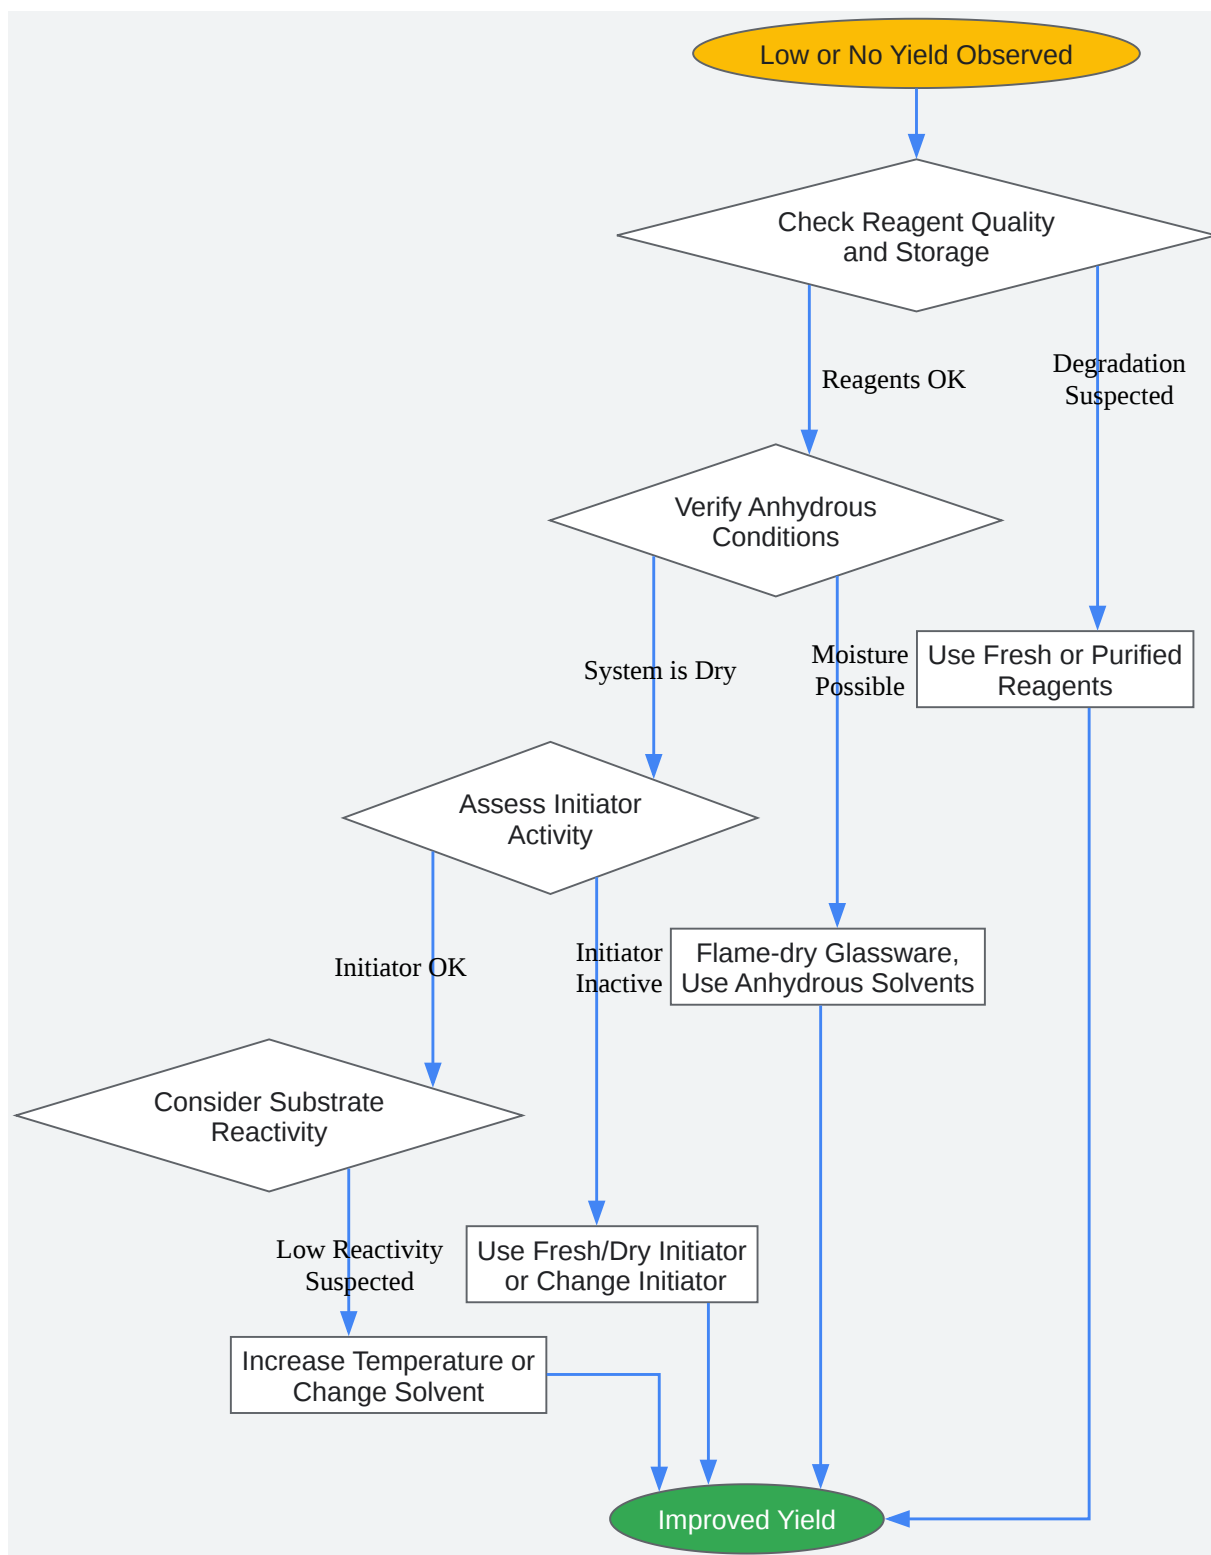 Low or No Yield Observed
Check Reagent Quality
and Storage
Reagents OK
Degradation
Suspected
Verify Anhydrous
Conditions
System is Dry
Moisture
Possible
Use Fresh or Purified
Reagents
Assess Initiator
Activity
Initiator OK
Initiator
Inactive
Flame-dry Glassware,
Use Anhydrous Solvents
Consider Substrate
Reactivity
Low Reactivity
Suspected
Use Fresh/Dry Initiator
or Change Initiator
Increase Temperature or
Change Solvent
Improved Yield